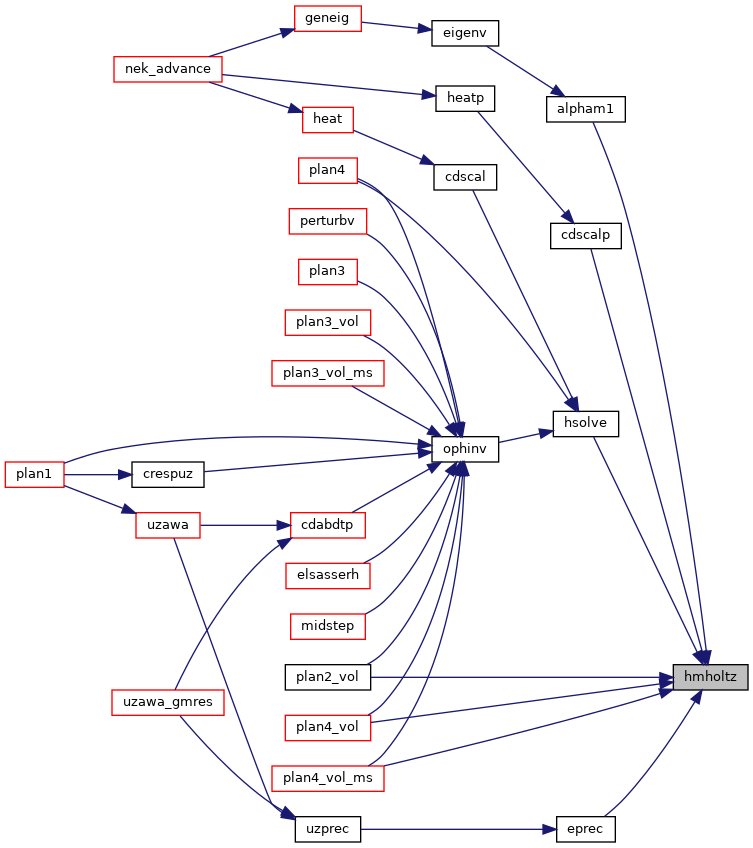 geneig
eigenv
nek_advance
heatp
alpham1
heat
plan4
cdscal
perturbv
cdscalp
plan3
plan3_vol
plan3_vol_ms
hsolve
ophinv
plan1
crespuz
uzawa
cdabdtp
elsasserh
midstep
plan2_vol
hmholtz
uzawa_gmres
plan4_vol
plan4_vol_ms
uzprec
eprec